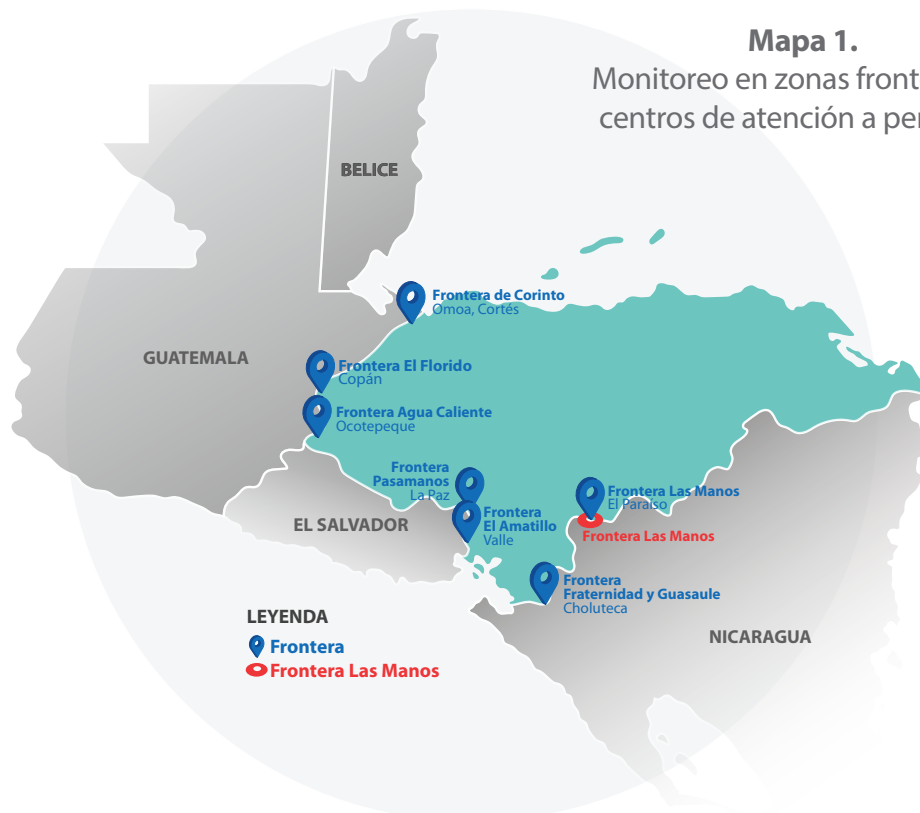 Mapa 1.
Monitoreo en zonas front
centros de atención a per
BELICE
Frontera de Corinto
Omoa, Cortés
GUATEMALA
Frontera El Florido
Copán
Frontera Agua Caliente
Ocotepeque
Frontera
Pasamanos
La Paz
Frontera Las Manos
El Paraíso
Frontera
El Amatillo
Valle
EL SALVADOR
Frontera Las Manos
Frontera
Fraternidad y Guasaule
Choluteca
LEYENDA
Frontera
Frontera Las Manos
NICARAGUA